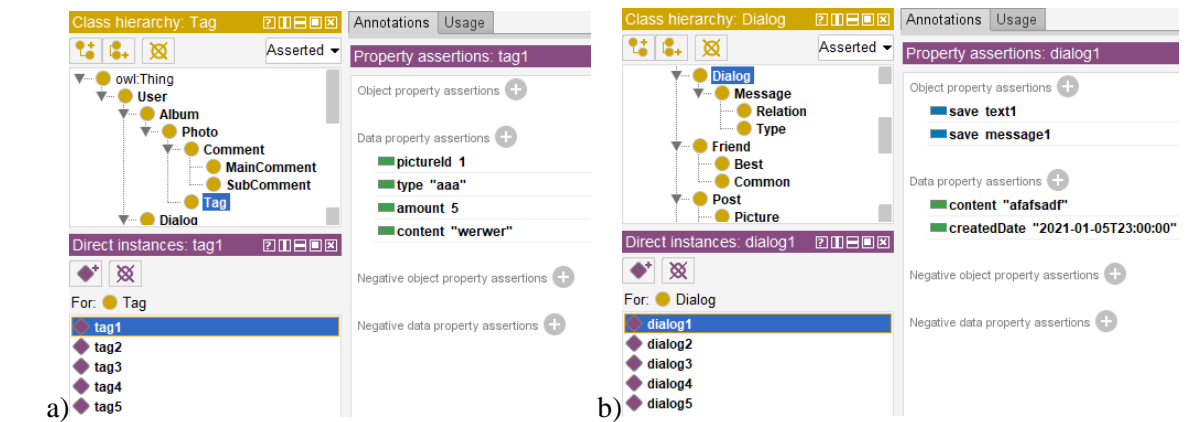 Class hierarchy: Tag
Asserted
owl:Thing
User
Album
Photo
Comment
MainComment
SubComment
Tag
Dialog
Direct instances: tag1
For: Tag
tag1
tag2
tag3
tag4
tag5
Annotations Usage
Property assertions: tag1
Object property assertions
Data property assertions
pictureId 1
type "aaa"
amount 5
content "werwer"
Negative object property assertions
Negative data property assertions
a)
Class hierarchy: Dialog
Asserted
Dialog
Message
Relation
Type
Friend
Best
Common
Post
Picture
Direct instances: dialog1
For: Dialog
dialog1
dialog2
dialog3
dialog4
dialog5
Annotations Usage
Property assertions: dialog1
Object property assertions
save text1
save message1
Data property assertions
content "afafsadf"
createdDate "2021-01-05T23:00:00"
Negative object property assertions
Negative data property assertions
b)